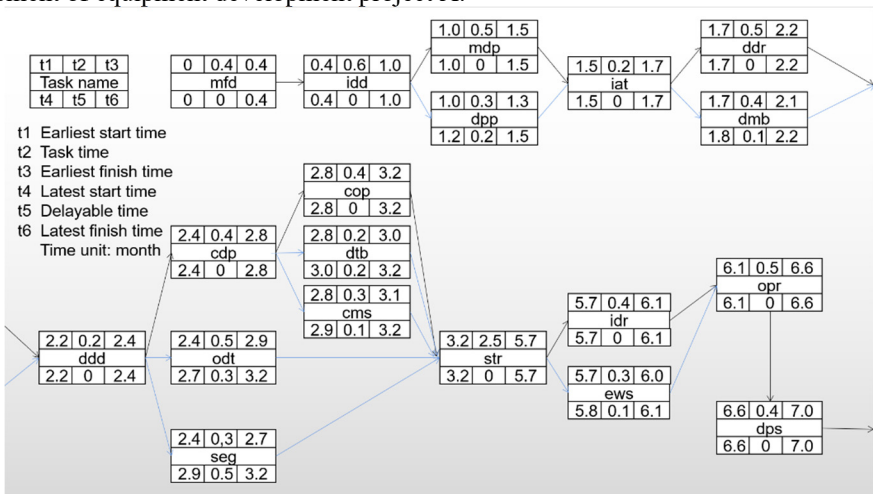 ment of equipment development project A.
t1 t2 t3
Task name
t4 t5 t6
t1 Earliest start time
t2 Task time
t3 Earliest finish time
t4 Latest start time
t5 Delayable time
t6 Latest finish time
Time unit: month
0 0.4 0.4
mfd
0 0 0.4
0.4 0.6 1.0
idd
0.4 0 1.0
1.0 0.5 1.5
mdp
1.0 0 1.5
1.0 0.3 1.3
dpp
1.2 0.2 1.5
1.5 0.2 1.7
iat
1.5 0 1.7
1.7 0.5 2.2
ddr
1.7 0 2.2
1.7 0.4 2.1
dmb
1.8 0.1 2.2
2.2 0.2 2.4
ddd
2.2 0 2.4
2.4 0.4 2.8
cdp
2.4 0 2.8
2.8 0.4 3.2
cop
2.8 0 3.2
2.8 0.2 3.0
dtb
3.0 0.2 3.2
2.8 0.3 3.1
cms
2.9 0.1 3.2
2.4 0.5 2.9
odt
2.7 0.3 3.2
2.4 0,3 2.7
seg
2.9 0.5 3.2
3.2 2.5 5.7
str
3.2 0 5.7
5.7 0.4 6.1
idr
5.7 0 6.1
5.7 0.3 6.0
ews
5.8 0.1 6.1
6.1 0.5 6.6
opr
6.1 0 6.6
6.6 0.4 7.0
dps
6.6 0 7.0